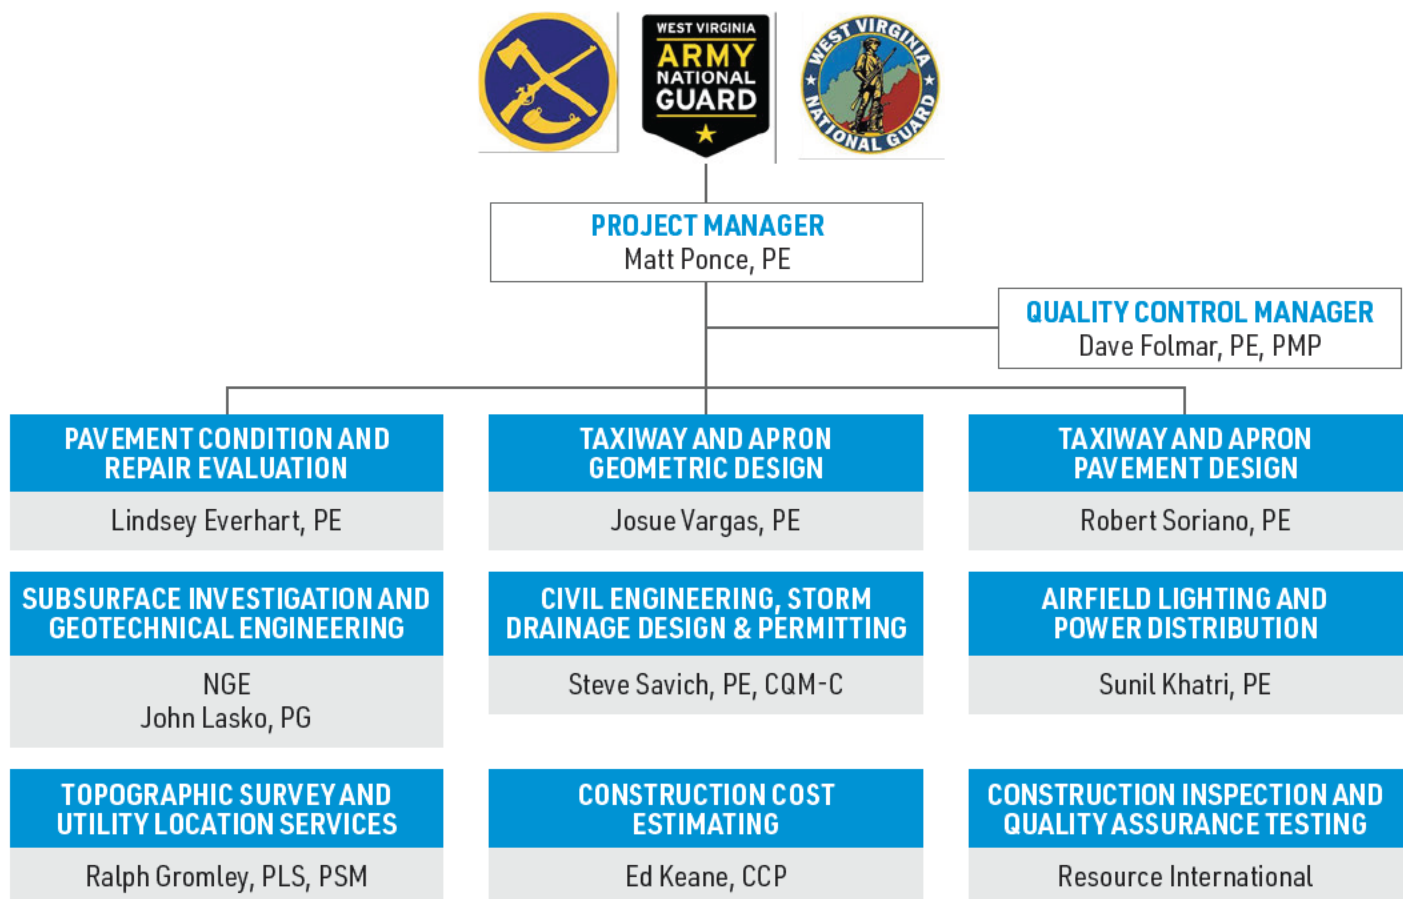 WEST VIRGINIA
ARMY
NATIONAL
GUARD
WEST VIRGINIA
NATIONAL GUARD
PROJECT MANAGER
Matt Ponce, PE
QUALITY CONTROL MANAGER
Dave Folmar, PE, PMP
PAVEMENT CONDITION AND
REPAIR EVALUATION
Lindsey Everhart, PE
TAXIWAY AND APRON
GEOMETRIC DESIGN
Josue Vargas, PE
TAXIWAY AND APRON
PAVEMENT DESIGN
Robert Soriano, PE
SUBSURFACE INVESTIGATION AND
GEOTECHNICAL ENGINEERING
NGE
John Lasko, PG
CIVIL ENGINEERING, STORM
DRAINAGE DESIGN & PERMITTING
Steve Savich, PE, CQM-C
AIRFIELD LIGHTING AND
POWER DISTRIBUTION
Sunil Khatri, PE
TOPOGRAPHIC SURVEY AND
UTILITY LOCATION SERVICES
Ralph Gromley, PLS, PSM
CONSTRUCTION COST
ESTIMATING
Ed Keane, CCP
CONSTRUCTION INSPECTION AND
QUALITY ASSURANCE TESTING
Resource International